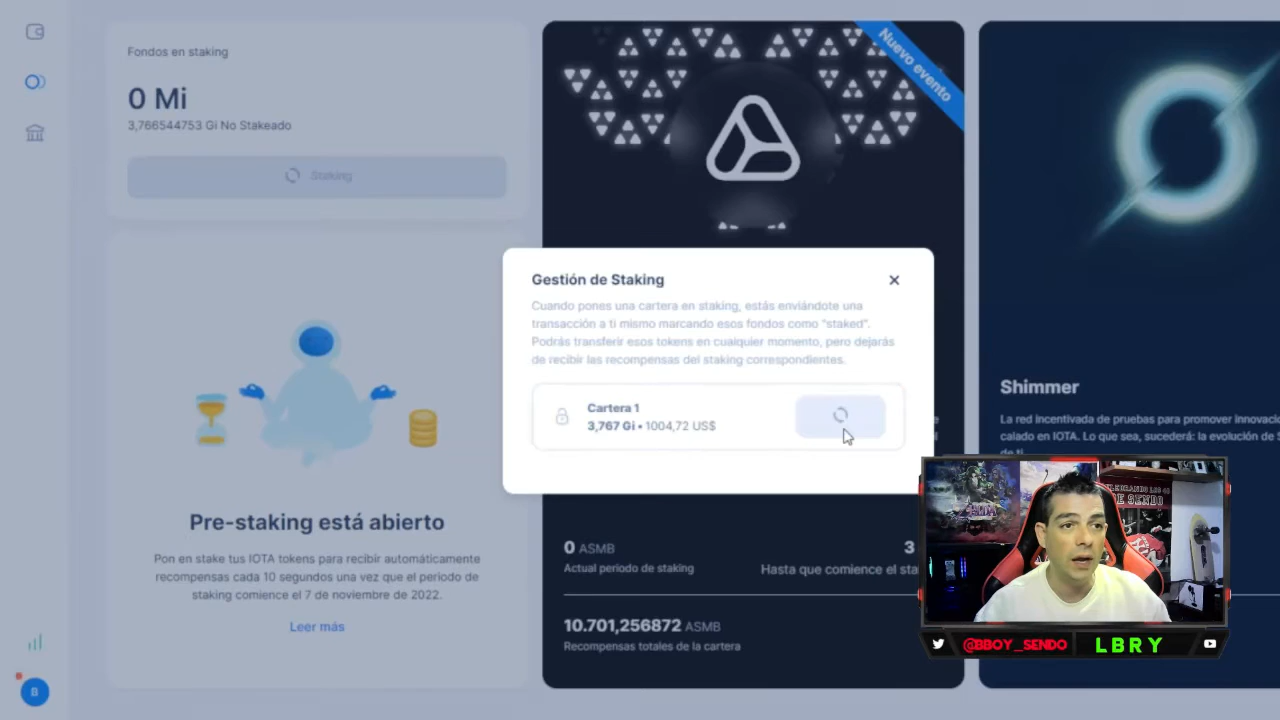 Fondos en staking
0 Mi
3,766544753 Gi No Stakeado
Staking
Pre-staking está abierto
Pon en stake tus IOTA tokens para recibir automáticamente
recompensas cada 10 segundos una vez que el periodo de
staking comience el 7 de noviembre de 2022.
Leer más
B
Nuevo evento
Gestión de Staking
Cuando pones una cartera en staking, estás enviándote una
transacción a ti mismo marcando esos fondos como "staked".
Podrás transferir esos tokens en cualquier momento, pero dejarás
de recibir las recompensas del staking correspondientes.
Cartera 1
3,767 Gi • 1004,72 US$
0 ASMB
Actual periodo de staking
3
Hasta que comience el sta
10.701,256872 ASMB
Recompensas totales de la cartera
Shimmer
La red incentivada de pruebas para promover innovacio
calado en IOTA. Lo que sea, sucederá: la evolución de S
de ti.
@BBOY_SENDO
LBRY